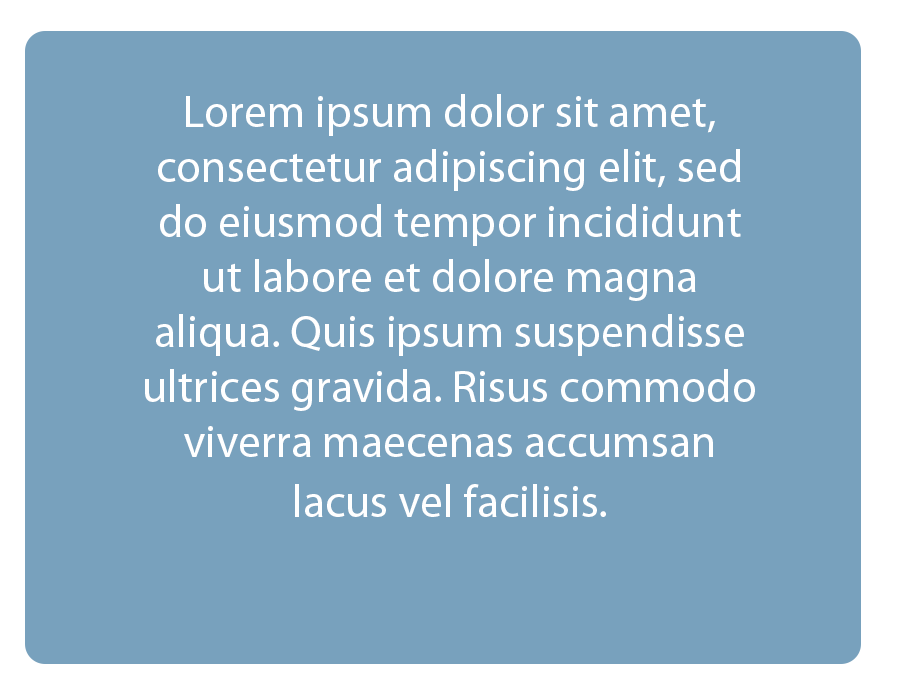 Lorem ipsum dolor sit amet,
consectetur adipiscing elit, sed
do eiusmod tempor incididunt
ut labore et dolore magna
aliqua. Quis ipsum suspendisse
ultrices gravida. Risus commodo
viverra maecenas accumsan
lacus vel facilisis.